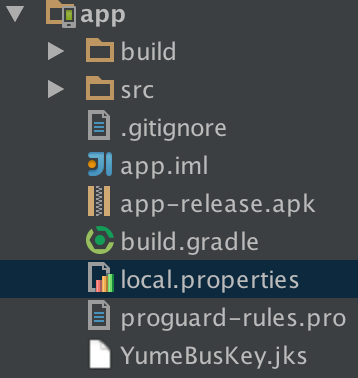 app
build
src
.gitignore
app.iml
app-release.apk
build.gradle
local.properties
proguard-rules.pro
YumeBusKey.jks